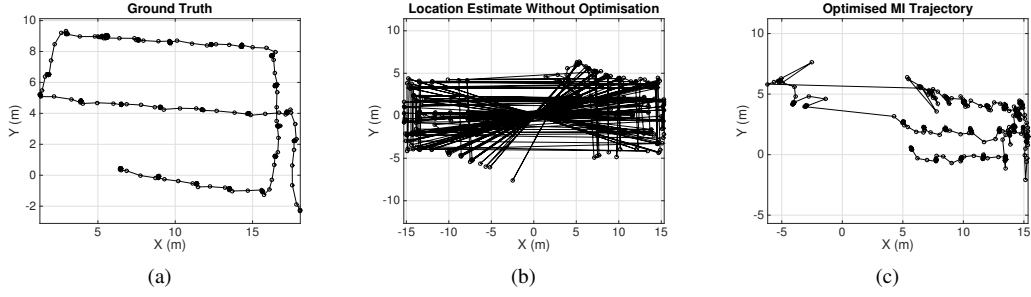 Ground Truth
10
8
6
4
2
0
-2
Y (m)
5
10
15
X (m)
(a)
Location Estimate Without Optimisation
10
5
0
-5
-10
Y (m)
-15
-10
-5
0
5
10
15
X (m)
(b)
Optimised MI Trajectory
10
5
0
-5
Y (m)
-5
0
5
10
15
X (m)
(c)